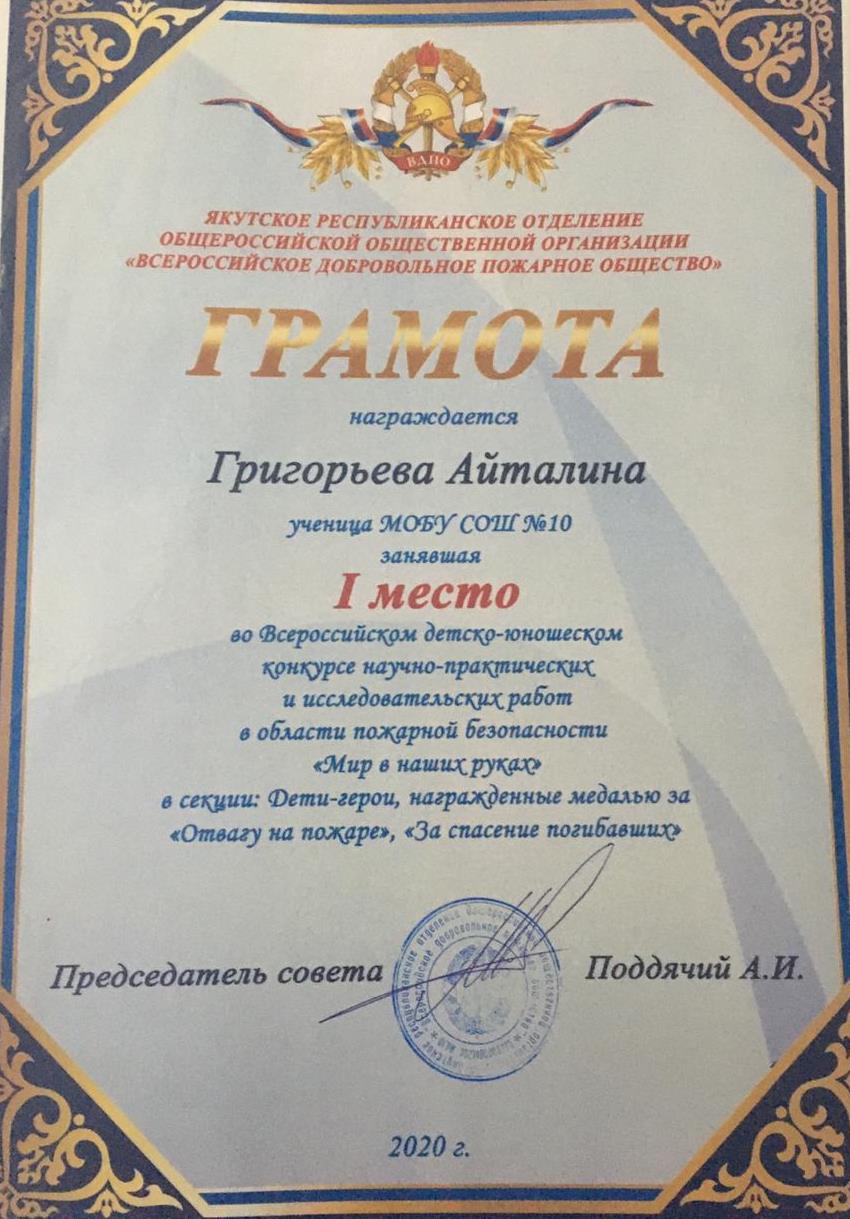 ВДПО
ЯКУТСКОЕ РЕСПУБЛИКАНСКОЕ ОТДЕЛЕНИЕ
ОБЩЕРОССИЙСКОЙ ОБЩЕСТВЕННОЙ ОРГАНИЗАЦИИ
«ВСЕРОССИЙСКОЕ ДОБРОВОЛЬНОЕ ПОЖАРНОЕ ОБЩЕСТВО»
ГРАМОТА
награждается
Григорьева Айталина
ученица МОБУ СОШ №10
занявшая
I место
во Всероссийском детско-юношеском
конкурсе научно-практических
и исследовательских работ
в области пожарной безопасности
«Мир в наших руках»
в секции: Дети-герои, награжденные медалью за
«Отвагу на пожаре», «За спасение погибавших»
Председатель совета
Поддячий А.И.
2020 г.